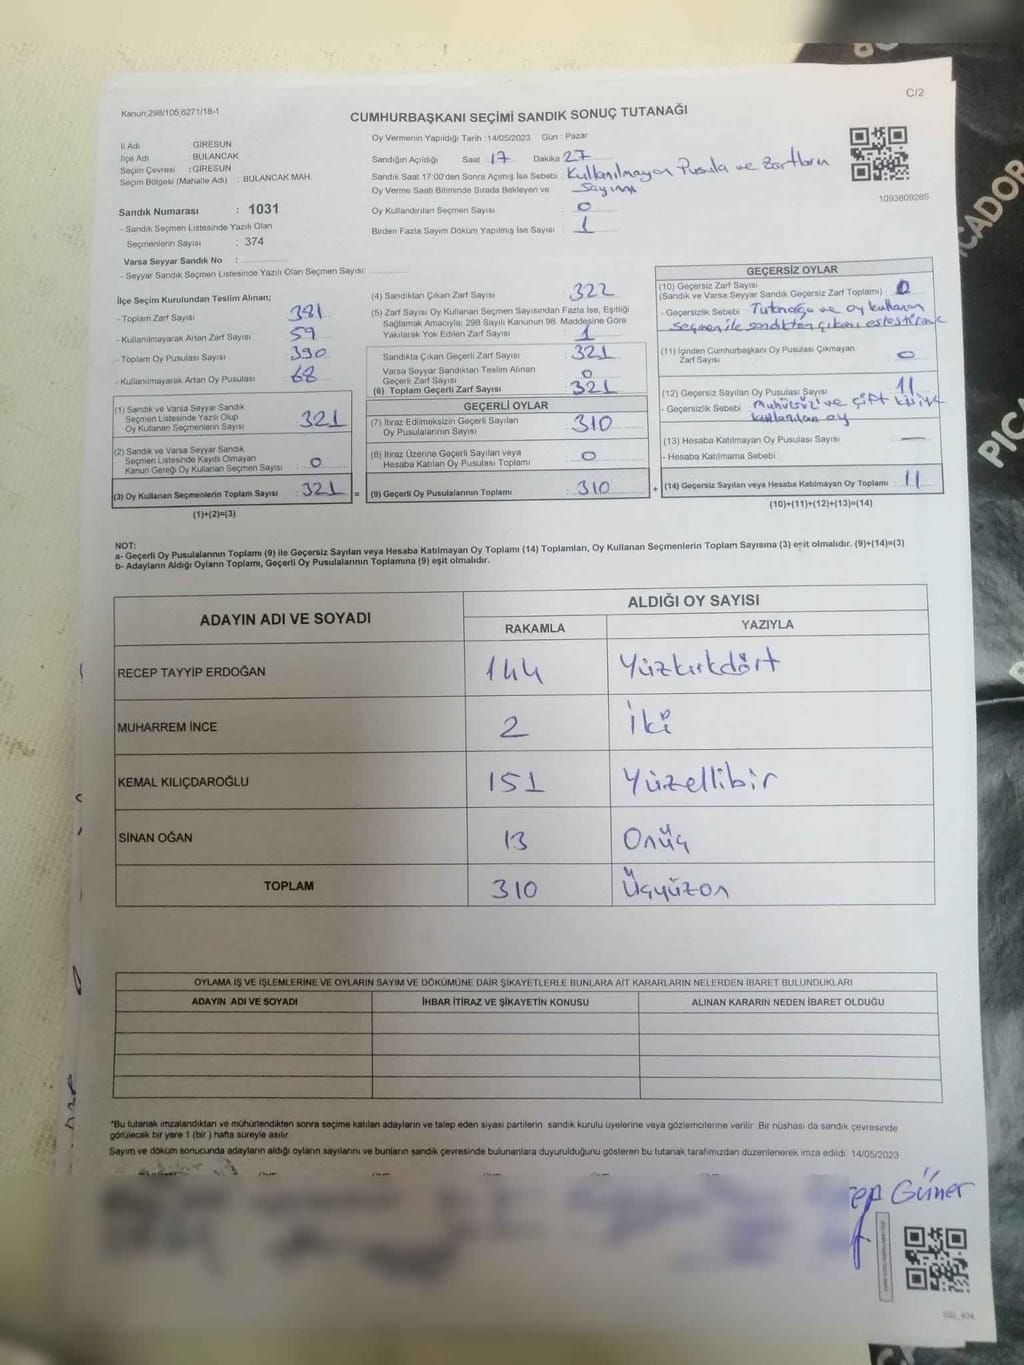 C/2
Kanun:298/105,6271/18-1
CUMHURBAŞKANI SEÇİMİ SANDIK SONUÇ TUTANAĞI
İl Adı GİRESUN
İlçe Adı BULANCAK
Seçim Çevresi : GİRESUN
Seçim Bölgesi (Mahalle Adı) : BULANCAK MAH.
Sandık Numarası : 1031
- Sandık Seçmen Listesinde Yazılı Olan
Seçmenlerin Sayısı : 374
Varsa Seyyar Sandık No :
- Seyyar Sandık Seçmen Listesinde Yazılı Olan Seçmen Sayısı:
Oy Vermenin Yapıldığı Tarih :14/05/2023 Gün : Pazar
Sandığın Açıldığı Saat : 17 Dakika 27
Sandık Saat 17:00'den Sonra Açılmış İse Sebebi : Kullanılmayan Pusula ve Zarfların
Oy Verme Saati Bitiminde Sırada Bekleyen ve Sayımı
Oy Kullandırılan Seçmen Sayısı : 0
Birden Fazla Sayım Döküm Yapılmış İse Sayısı : 1
1093809285
İlçe Seçim Kurulundan Teslim Alınan;
- Toplam Zarf Sayısı : 381
- Kullanılmayarak Artan Zarf Sayısı : 59
- Toplam Oy Pusulası Sayısı : 390
- Kullanılmayarak Artan Oy Pusulası : 68
(1) Sandık ve Varsa Seyyar Sandık
Seçmen Listesinde Yazılı Olup
Oy Kullanan Seçmenlerin Sayısı : 321
(2) Sandık ve Varsa Seyyar Sandık
Seçmen Listesinde Kayıtlı Olmayan
Kanun Gereği Oy Kullanan Seçmen Sayısı : 0
(3) Oy Kullanan Seçmenlerin Toplam Sayısı : 321 =
(1)+(2)=(3)
(4) Sandıktan Çıkan Zarf Sayısı : 322
(5) Zarf Sayısı Oy Kullanan Seçmen Sayısından Fazla İse, Eşitliği
Sağlamak Amacıyla, 298 Sayılı Kanunun 98. Maddesine Göre
Yakılarak Yok Edilen Zarf Sayısı : 1
Sandıkta Çıkan Geçerli Zarf Sayısı : 321
Varsa Seyyar Sandıktan Teslim Alınan
Geçerli Zarf Sayısı : 0
(6) Toplam Geçerli Zarf Sayısı : 321
GEÇERLİ OYLAR
(7) İtiraz Edilmeksizin Geçerli Sayılan
Oy Pusulalarının Sayısı : 310
(8) İtiraz Üzerine Geçerli Sayılan veya
Hesaba Katılan Oy Pusulası Toplamı : 0
(9) Geçerli Oy Pusulalarının Toplamı : 310 +
GEÇERSİZ OYLAR
(10) Geçersiz Zarf Sayısı
(Sandık ve Varsa Seyyar Sandık Geçersiz Zarf Toplamı) : 0
- Geçersizlik Sebebi : Tutanağa ve oy kullanan
seçmen ile sandıktan çıkanı
(11) İçinden Cumhurbaşkanı Oy Pusulası Çıkmayan
Zarf Sayısı : 0
(12) Geçersiz Sayılan Oy Pusulası Sayısı : 11
- Geçersizlik Sebebi : Mühürsüz ve çift kişiye
kullanılan oy
(13) Hesaba Katılmayan Oy Pusulası Sayısı : —
- Hesaba Katılmama Sebebi :
(14) Geçersiz Sayılan veya Hesaba Katılmayan Oy Toplamı : 11
(10)+(11)+(12)+(13)=(14)
NOT:
a- Geçerli Oy Pusulalarının Toplamı (9) ile Geçersiz Sayılan veya Hesaba Katılmayan Oy Toplamı (14) Toplamları, Oy Kullanan Seçmenlerin Toplam Sayısına (3) eşit olmalıdır. (9)+(14)=(3)
b- Adayların Aldığı Oyların Toplamı, Geçerli Oy Pusulalarının Toplamına (9) eşit olmalıdır.
ADAYIN ADI VE SOYADI ALDIĞI OY SAYISI
RAKAMLA YAZIYLA
RECEP TAYYİP ERDOĞAN 144 Yüzkırkdört
MUHARREM İNCE 2 İki
KEMAL KILIÇDAROĞLU 151 Yüzellibir
SİNAN OĞAN 13 Onüç
TOPLAM 310 Üçyüzon
OYLAMA İŞ VE İŞLEMLERİNE VE OYLARIN SAYIM VE DÖKÜMÜNE DAİR ŞİKAYETLERLE BUNLARA AİT KARARLARIN NELERDEN İBARET BULUNDUKLARI
ADAYIN ADI VE SOYADI İHBAR İTİRAZ VE ŞİKAYETİN KONUSU ALINAN KARARIN NEDEN İBARET OLDUĞU
*Bu tutanak imzalandıktan ve mühürlendikten sonra seçime katılan adayların ve talep eden siyasi partilerin sandık kurulu üyelerine veya gözlemcilerine verilir. Bir nüshası da sandık çevresinde
görülecek bir yere 1 (bir) hafta süreyle asılır.
Sayım ve döküm sonucunda adayların aldığı oyların sayılarını ve bunların sandık çevresinde bulunanlara duyurulduğunu gösteren bu tutanak tarafımızdan düzenlenerek imza edildi. 14/05/2023
ep Güner
PICADOR